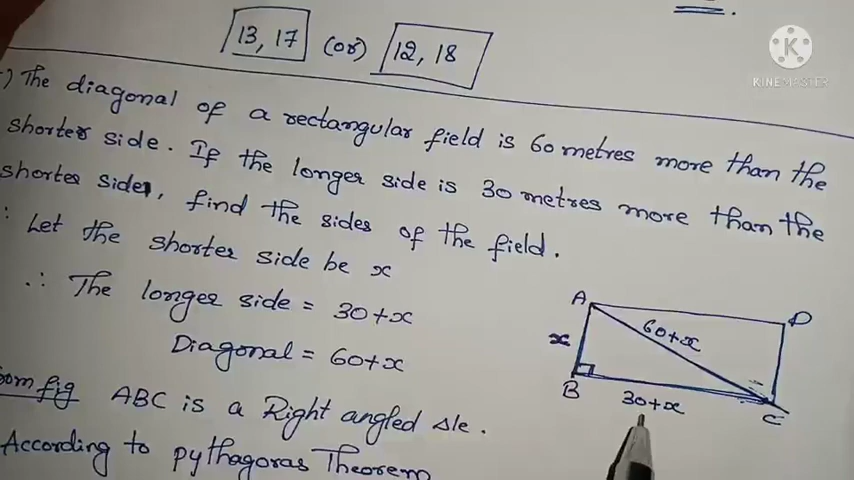 13, 17 (or) 12, 18
K
KINEMASTER
) The diagonal of a rectangular field is 60 metres more than the
shorter side. If the longer side is 30 metres more than the
shorter side, find the sides of the field.
: Let the shorter side be x
∴ The longer side = 30+x
Diagonal = 60+x
fig ABC is a Right angled Δle.
According to pythagoras Theorem
A D
60+x
x
B
30+x
C